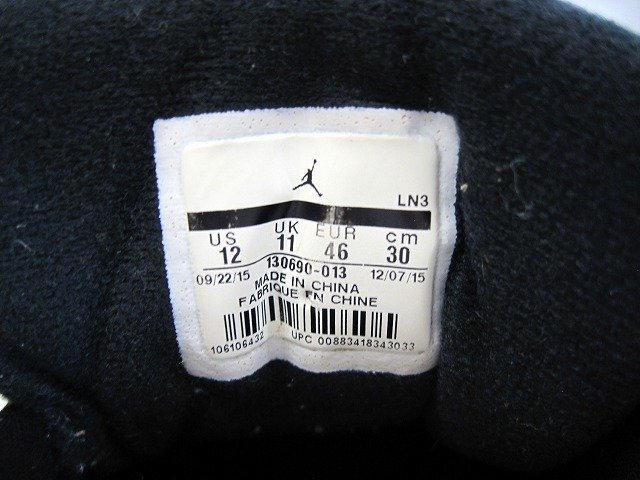 LN3
US UK EUR cm
12 11 46 30
130690-013
09/22/15 12/07/15
MADE IN CHINA
FABRIQUE EN CHINE
106106432 UPC 00883418343033